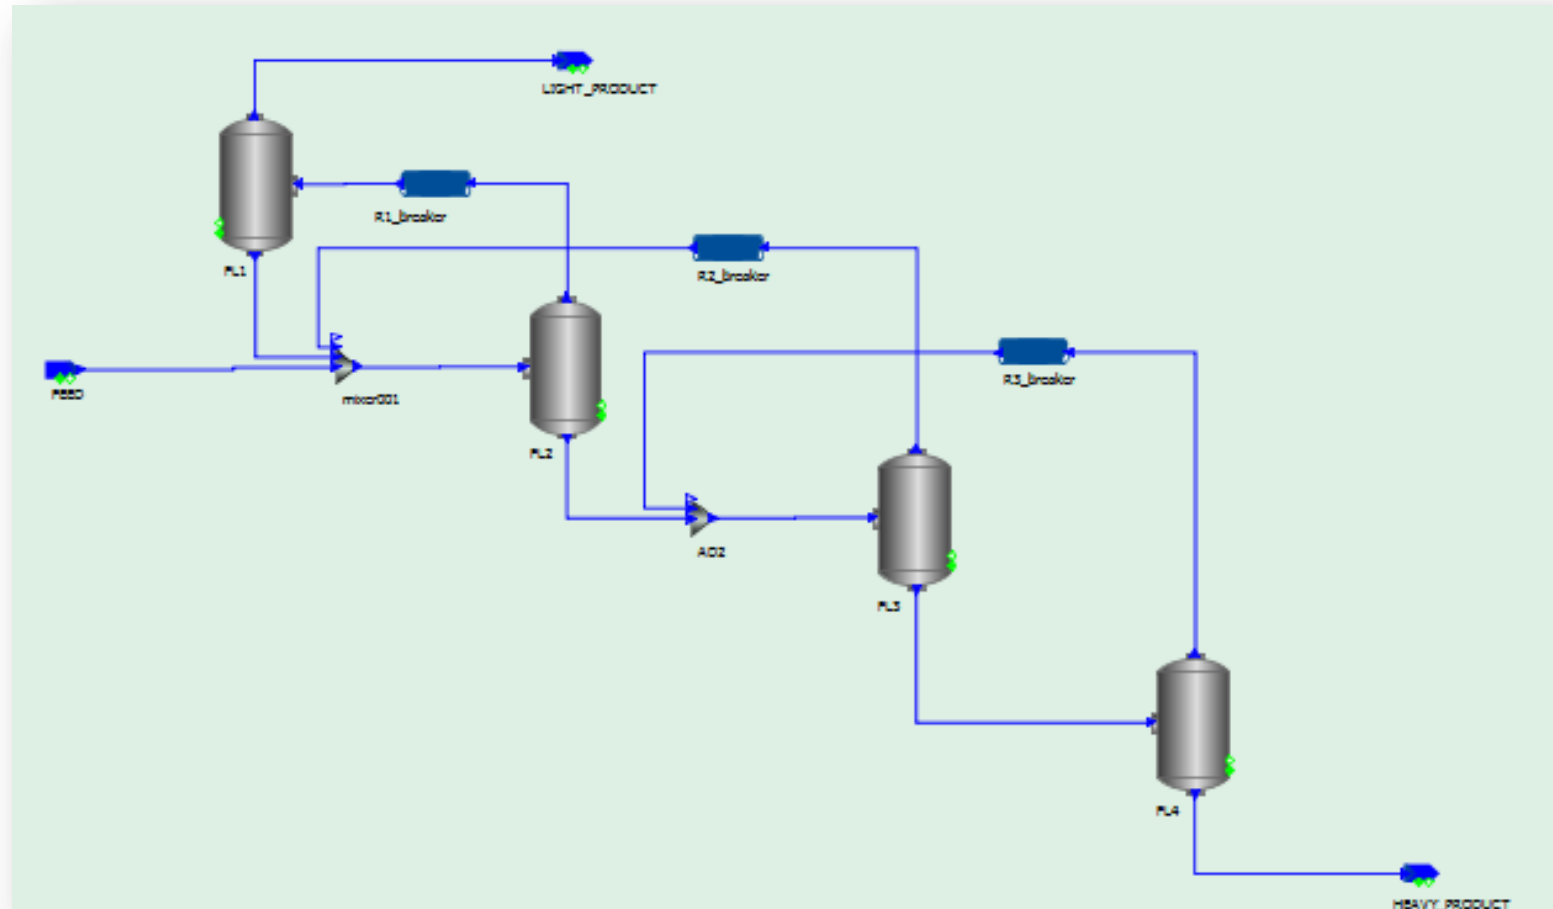 LIGHT_PRODUCT
R1_breaker
FL1
R2_breaker
FEED
mixer001
R3_breaker
FL2
AD2
FL3
FL4
HEAVY_PRODUCT